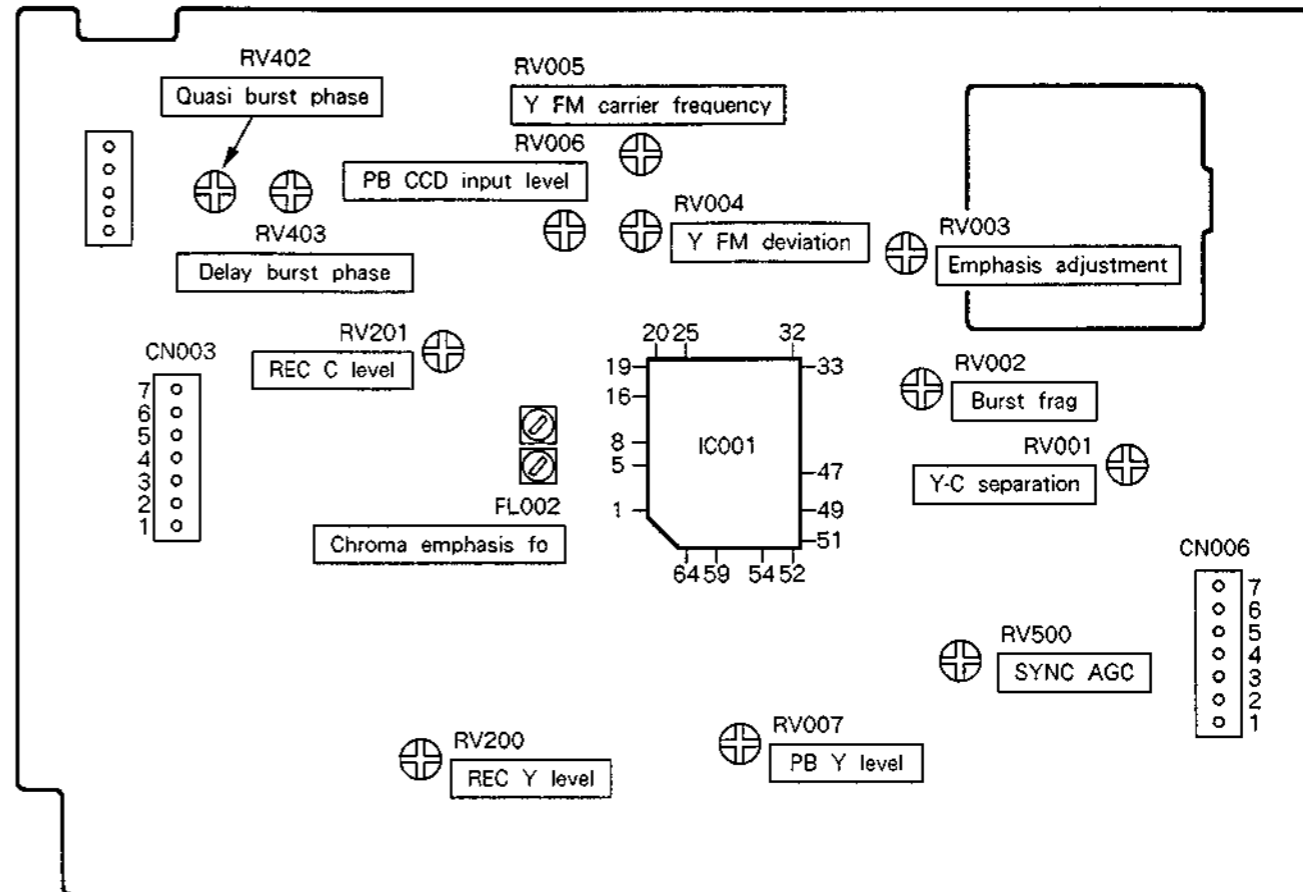 RV402
Quasi burst phase
RV005
Y FM carrier frequency
RV006
PB CCD input level
RV004
Y FM deviation
RV003
Emphasis adjustment
RV403
Delay burst phase
RV201
REC C level
CN003
7
6
5
4
3
2
1
20 25 32
19
16
8
5
1
IC001
33
47
49
51
64 59 54 52
FL002
Chroma emphasis fo
RV002
Burst frag
RV001
Y-C separation
CN006
7
6
5
4
3
2
1
RV500
SYNC AGC
RV200
REC Y level
RV007
PB Y level